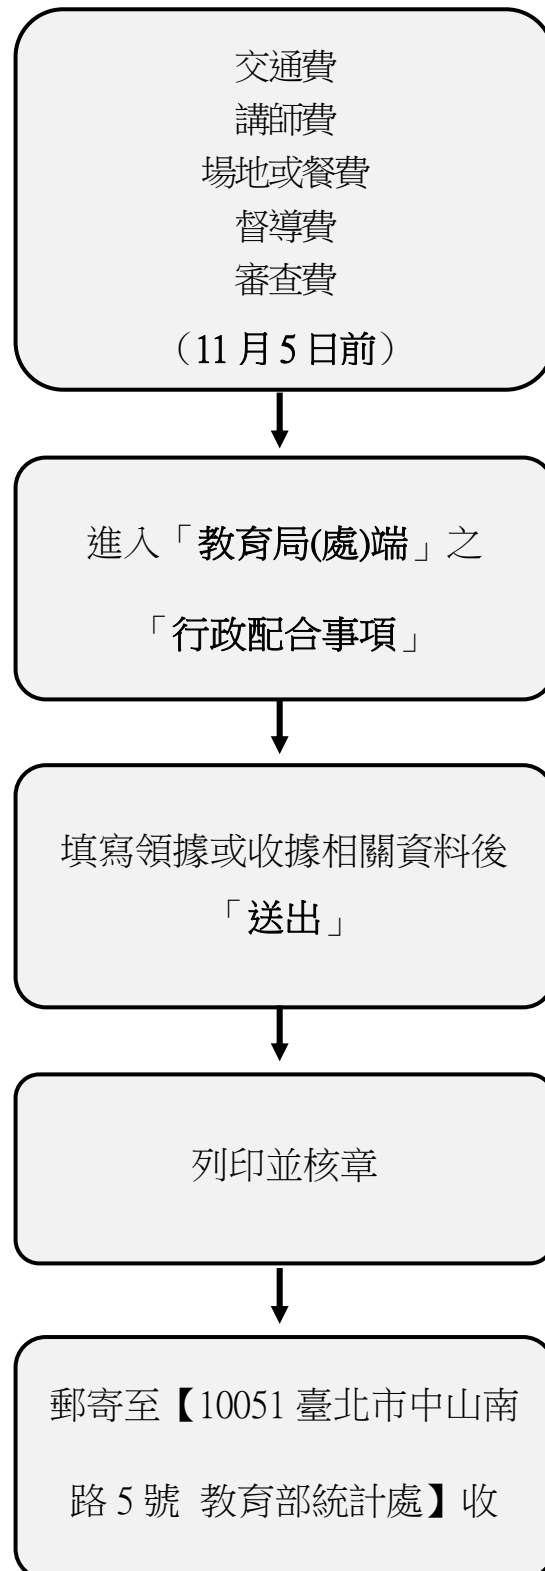 交通費
講師費
場地或餐費
督導費
審查費
（11 月 5 日前）
進入「教育局(處)端」之
「行政配合事項」
填寫領據或收據相關資料後
「送出」
列印並核章
郵寄至【10051 臺北市中山南
路 5 號 教育部統計處】收